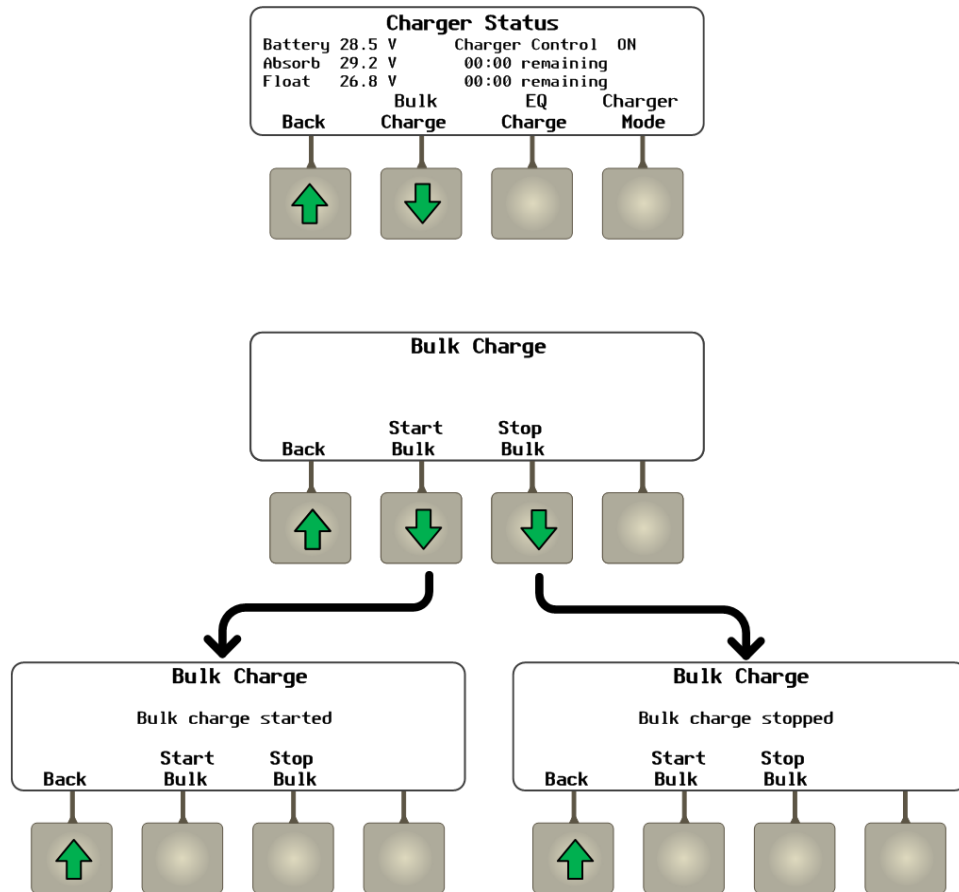 Charger Status
Battery 28.5 V Charger Control ON
Absorb 29.2 V 00:00 remaining
Float 26.8 V 00:00 remaining
Bulk EQ Charger
Back Charge Charge Mode
Bulk Charge
Start Stop
Back Bulk Bulk
Bulk Charge
Bulk charge started
Start Stop
Back Bulk Bulk
Bulk Charge
Bulk charge stopped
Start Stop
Back Bulk Bulk